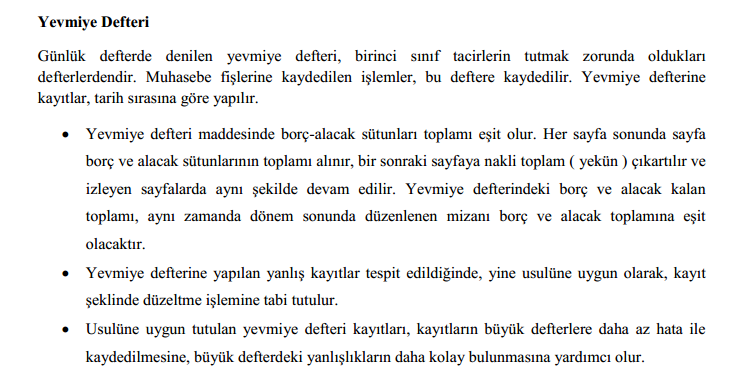 Yevmiye Defteri
Günlük defterde denilen yevmiye defteri, birinci sınıf tacirlerin tutmak zorunda oldukları
defterlerdendir. Muhasebe fişlerine kaydedilen işlemler, bu deftere kaydedilir. Yevmiye defterine
kayıtlar, tarih sırasına göre yapılır.
• Yevmiye defteri maddesinde borç-alacak sütunları toplamı eşit olur. Her sayfa sonunda sayfa
borç ve alacak sütunlarının toplamı alınır, bir sonraki sayfaya nakli toplam ( yekün ) çıkartılır ve
izleyen sayfalarda aynı şekilde devam edilir. Yevmiye defterindeki borç ve alacak kalan
toplamı, aynı zamanda dönem sonunda düzenlenen mizanı borç ve alacak toplamına eşit
olacaktır.
• Yevmiye defterine yapılan yanlış kayıtlar tespit edildiğinde, yine usulüne uygun olarak, kayıt
şeklinde düzeltme işlemine tabi tutulur.
• Usulüne uygun tutulan yevmiye defteri kayıtları, kayıtların büyük defterlere daha az hata ile
kaydedilmesine, büyük defterdeki yanlışlıkların daha kolay bulunmasına yardımcı olur.